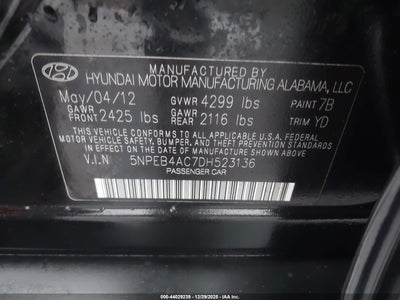 MANUFACTURED BY
HYUNDAI MOTOR MANUFACTURING ALABAMA, LLC
May/04/12 GVWR 4299 lbs PAINT 7B
GAWR FRONT 2425 lbs GAWR REAR 2116 lbs TRIM YD
THIS VEHICLE CONFORMS TO ALL APPLICABLE U.S. FEDERAL
MOTOR VEHICLE SAFETY, BUMPER, AND THEFT PREVENTION
STANDARDS IN EFFECT ON THE DATE OF MANUFACTURE SHOWN ABOVE.
V.I.N 5NPEB4AC7DH523136
PASSENGER CAR
000-44029239 - 12/29/2025 - IAAI